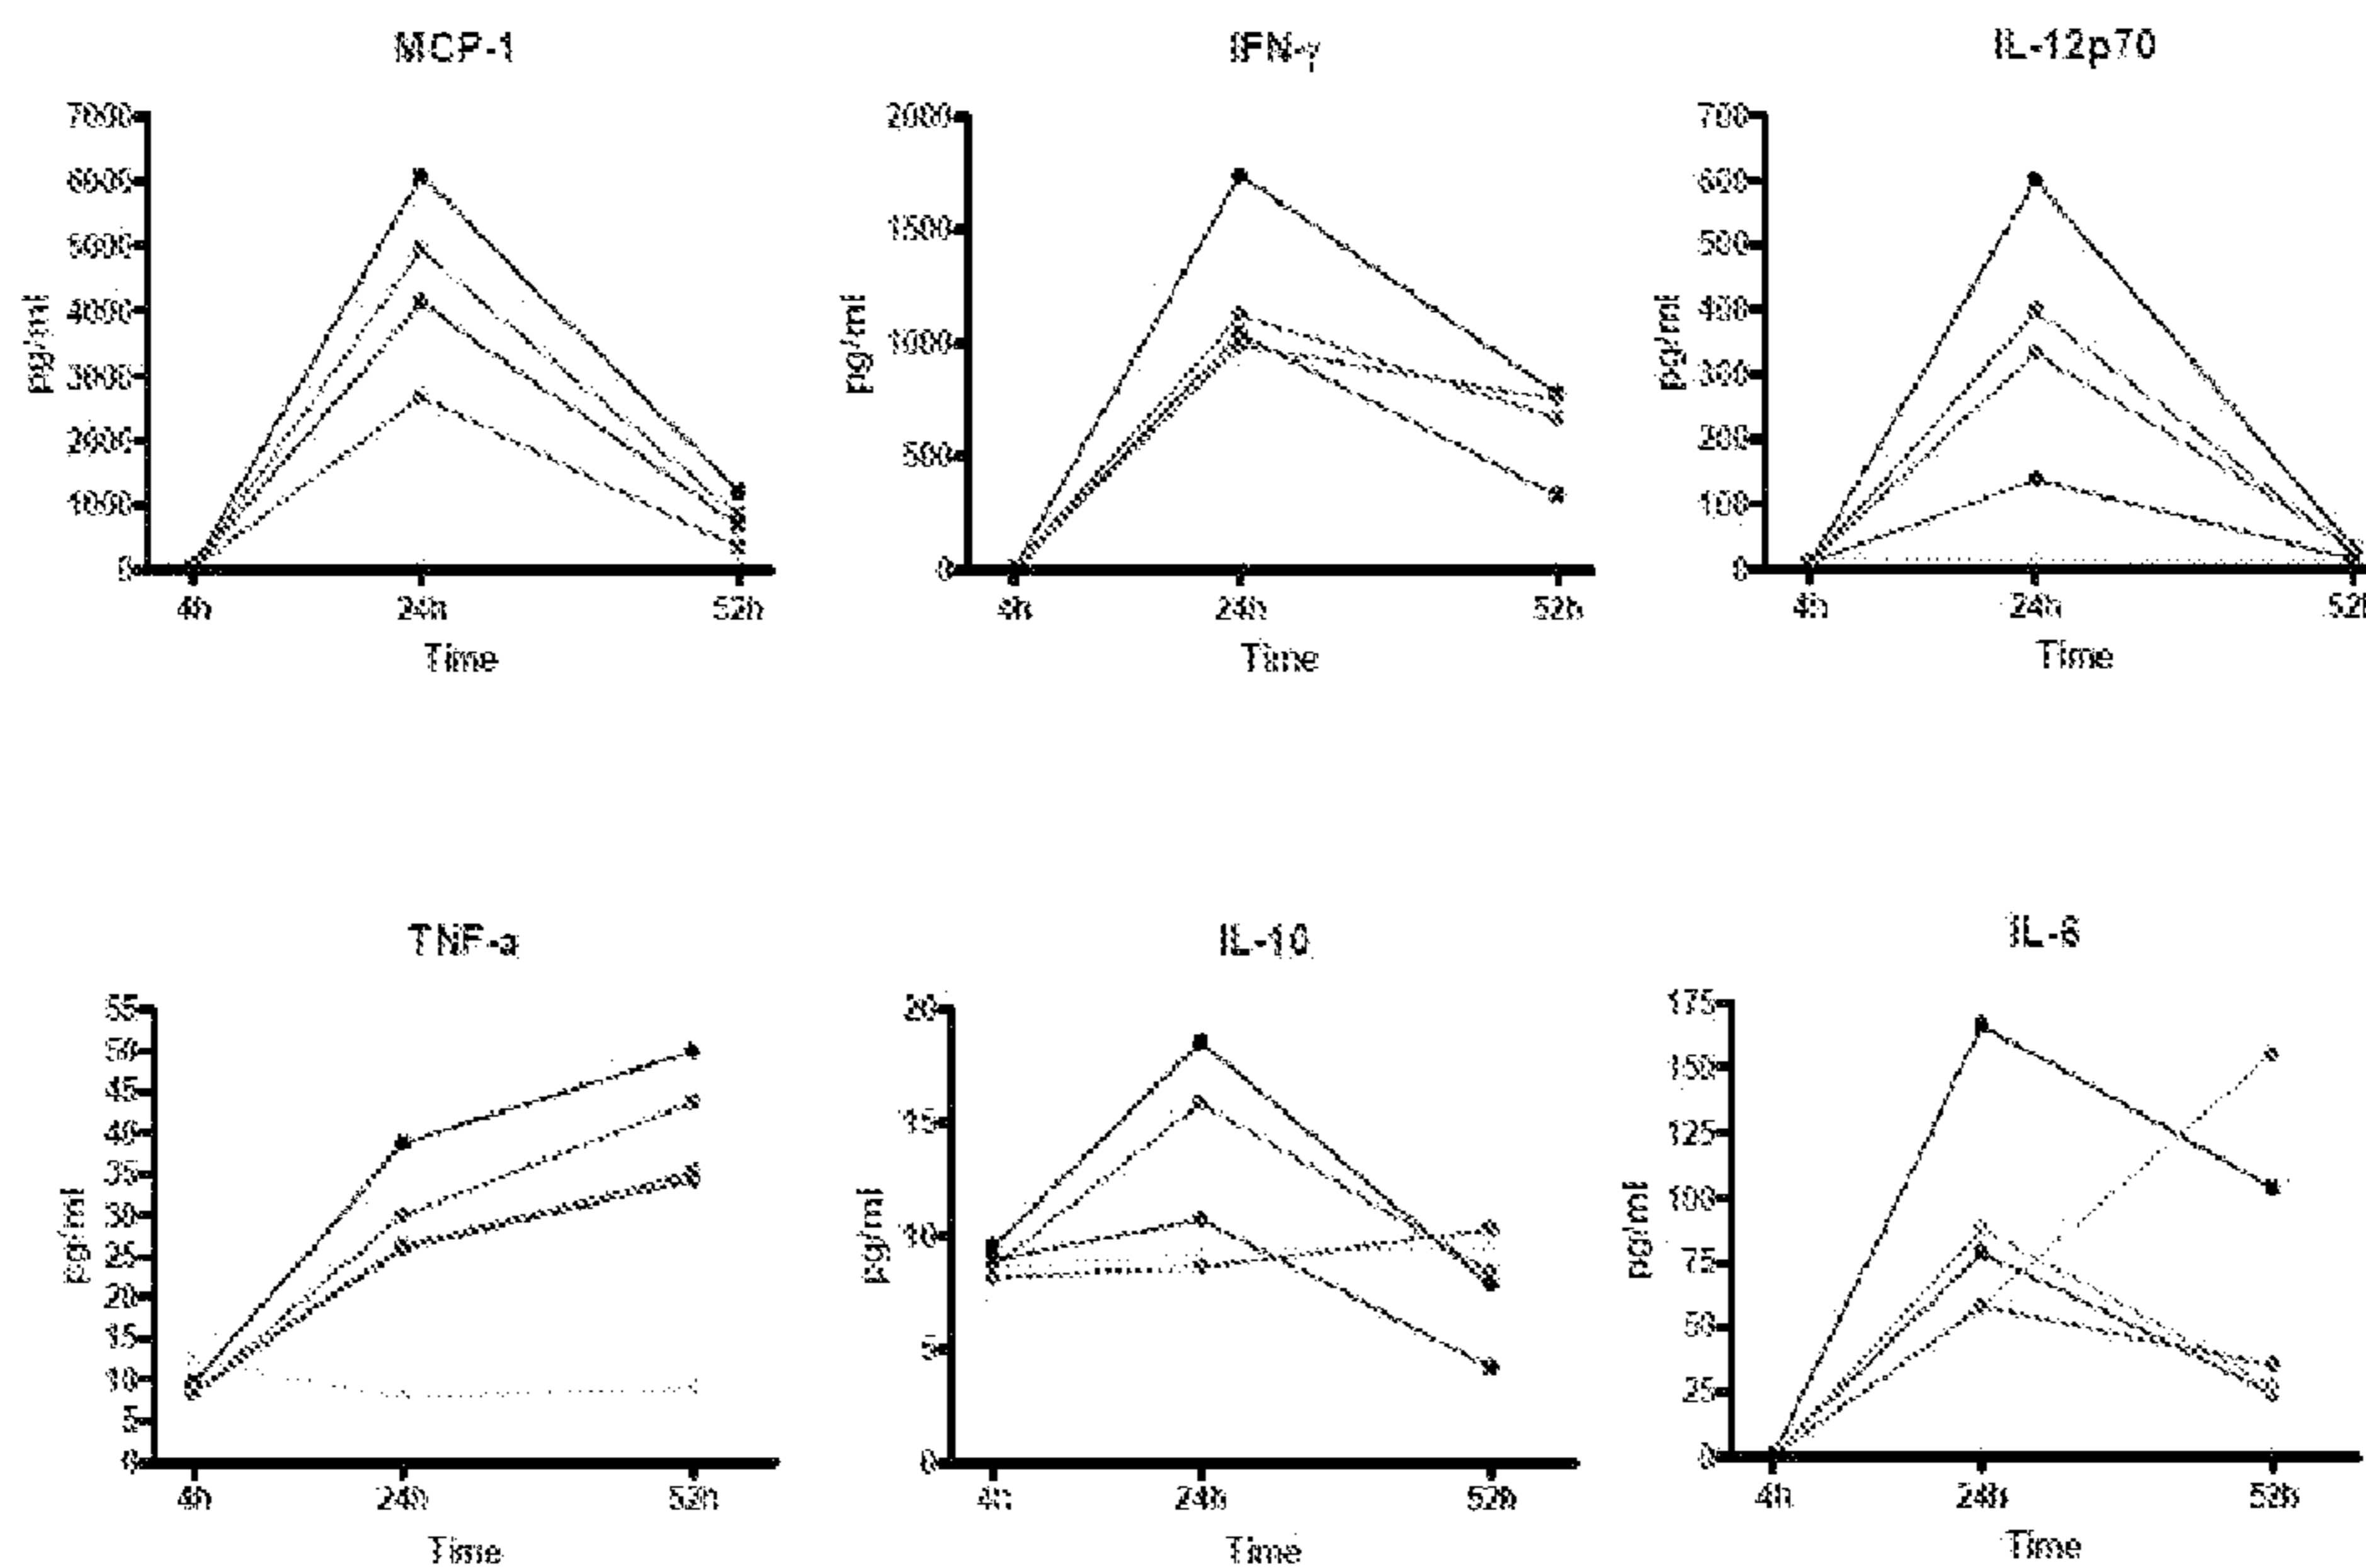 MCP-1
IFN-γ
IL-12p70
7000
6000
5000
4000
3000
2000
1000
0
pg/ml
4h
24h
52h
Time
2000
1500
1000
500
0
pg/ml
4h
24h
52h
Time
700
600
500
400
300
200
100
0
pg/ml
4h
24h
52h
Time
TNF-a
IL-10
IL-6
55
50
45
40
35
30
25
20
15
10
5
0
pg/ml
4h
24h
52h
Time
20
15
10
5
0
pg/ml
4h
24h
52h
Time
175
150
125
100
75
50
25
0
pg/ml
4h
24h
52h
Time